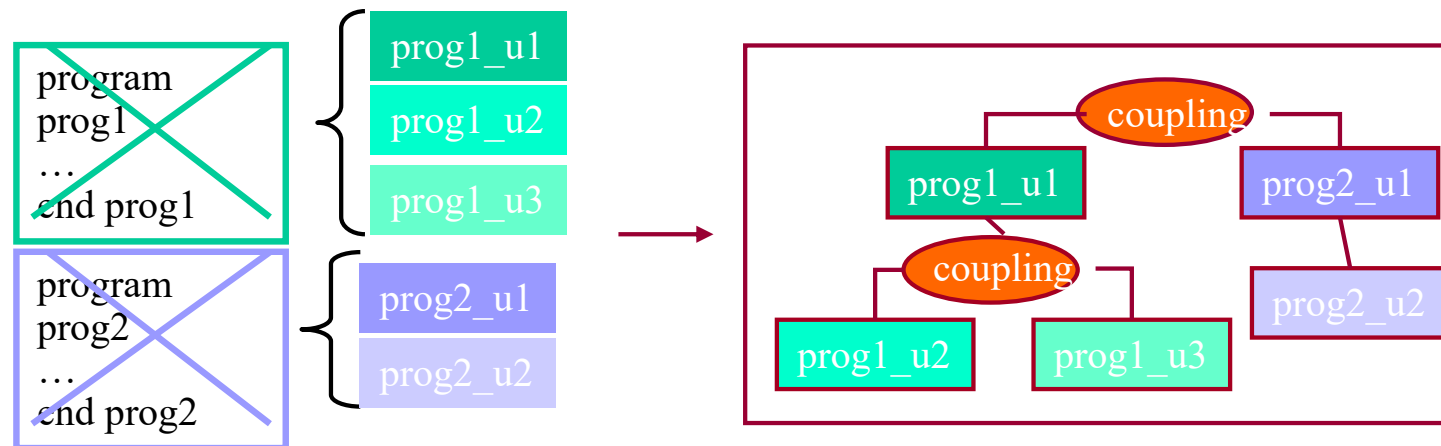 program
prog1
…
end prog1
program
prog2
…
end prog2
prog1_u1
prog1_u2
prog1_u3
prog2_u1
prog2_u2
coupling
prog1_u1
prog2_u1
coupling
prog2_u2
prog1_u2
prog1_u3